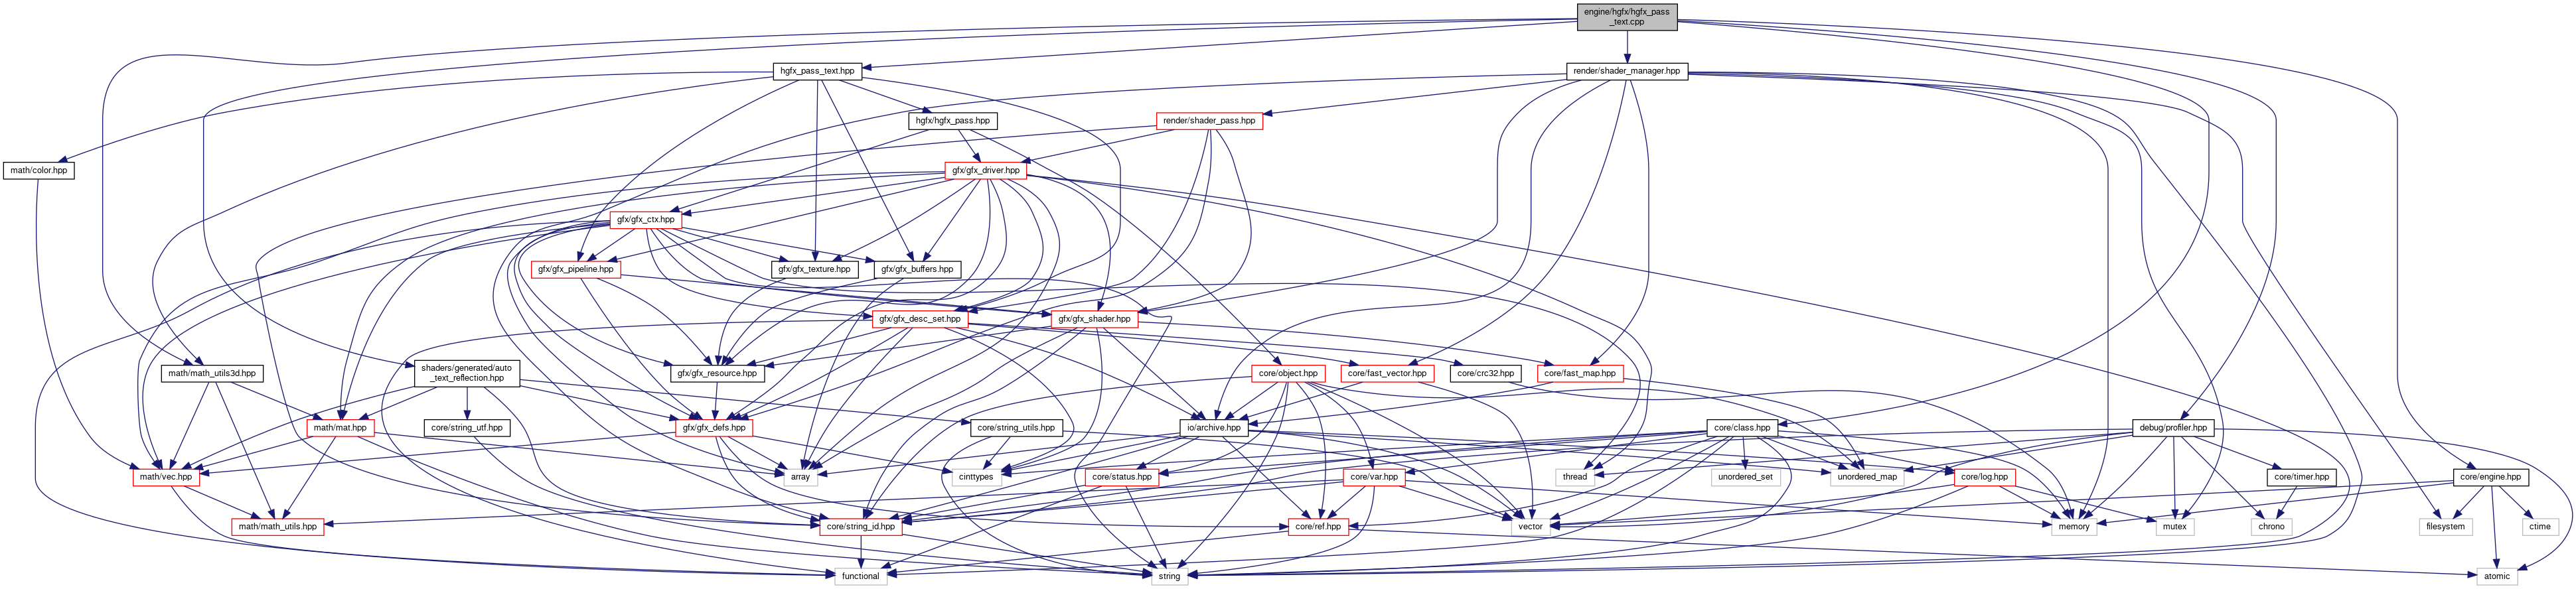 engine/hgfx/hgfx_pass
_text.cpp
hgfx_pass_text.hpp
render/shader_manager.hpp
hgfx/hgfx_pass.hpp
render/shader_pass.hpp
math/color.hpp
gfx/gfx_driver.hpp
gfx/gfx_ctx.hpp
gfx/gfx_pipeline.hpp
gfx/gfx_texture.hpp
gfx/gfx_buffers.hpp
gfx/gfx_desc_set.hpp
gfx/gfx_shader.hpp
math/math_utils3d.hpp
shaders/generated/auto
_text_reflection.hpp
gfx/gfx_resource.hpp
core/object.hpp
core/fast_vector.hpp
core/crc32.hpp
core/fast_map.hpp
math/mat.hpp
core/string_utf.hpp
gfx/gfx_defs.hpp
core/string_utils.hpp
io/archive.hpp
core/class.hpp
debug/profiler.hpp
math/vec.hpp
array
cinttypes
core/status.hpp
core/var.hpp
thread
unordered_set
unordered_map
core/log.hpp
core/timer.hpp
core/engine.hpp
math/math_utils.hpp
core/string_id.hpp
core/ref.hpp
vector
memory
mutex
chrono
filesystem
ctime
functional
string
atomic